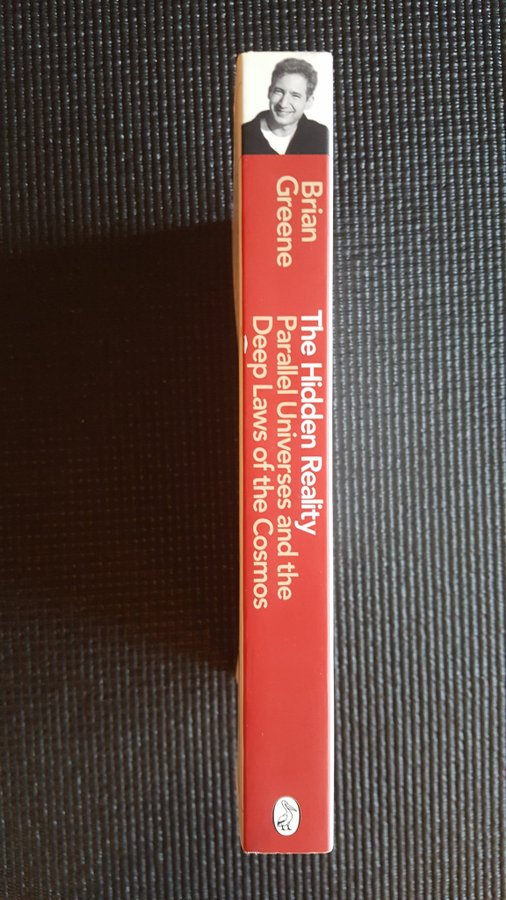 Brian
Greene
The Hidden Reality
Parallel Universes and the
Deep Laws of the Cosmos